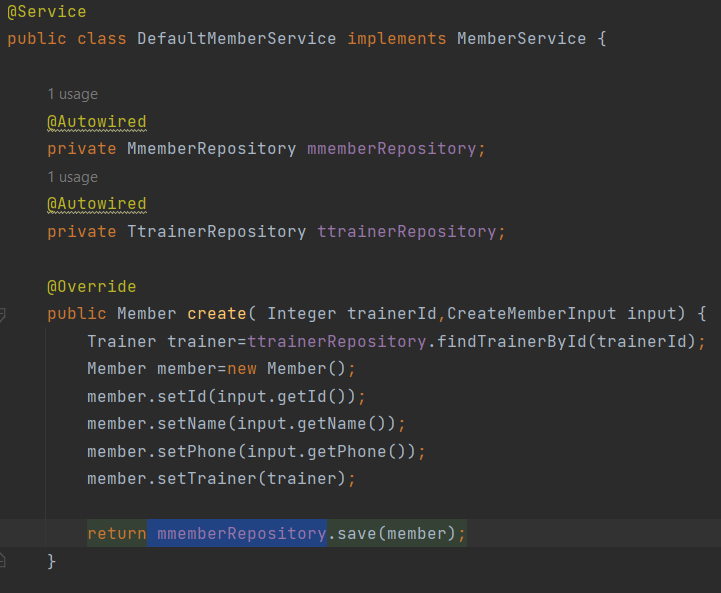 @Service
public class DefaultMemberService implements MemberService {
1 usage
@Autowired
private MmemberRepository mmemberRepository;
1 usage
@Autowired
private TtrainerRepository ttrainerRepository;
@Override
public Member create( Integer trainerId,CreateMemberInput input) {
Trainer trainer=ttrainerRepository.findTrainerById(trainerId);
Member member=new Member();
member.setId(input.getId());
member.setName(input.getName());
member.setPhone(input.getPhone());
member.setTrainer(trainer);
return mmemberRepository.save(member);
}